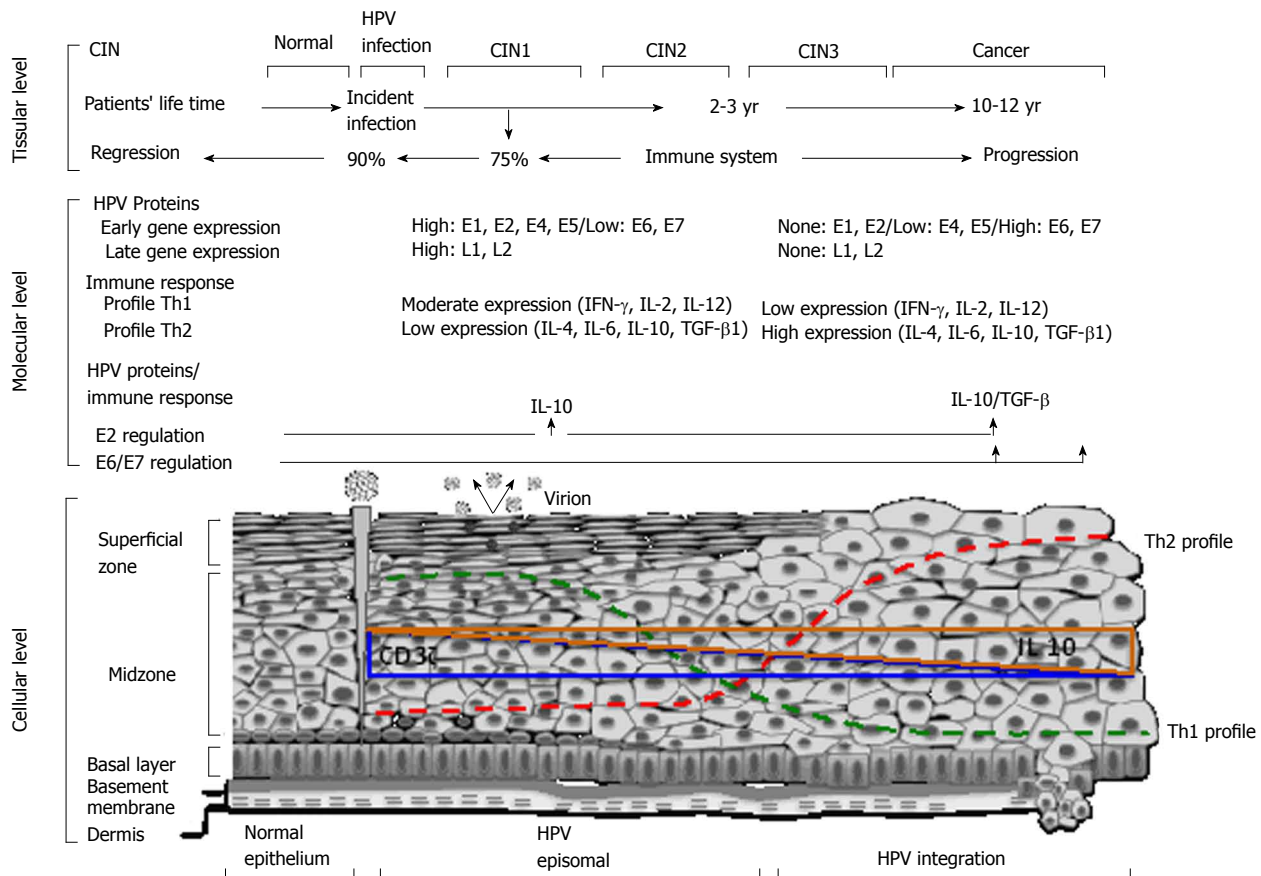 HPV
infection
CIN
Normal
CIN1
CIN2
CIN3
Cancer
Tissular level
Patients' life time
Incident
infection
2-3 yr
10-12 yr
Regression
90%
75%
Immune system
Progression
Molecular level
HPV Proteins
Early gene expression
High: E1, E2, E4, E5/Low: E6, E7
None: E1, E2/Low: E4, E5/High: E6, E7
Late gene expression
High: L1, L2
None: L1, L2
Immune response
Profile Th1
Moderate expression (IFN-γ, IL-2, IL-12)
Low expression (IFN-γ, IL-2, IL-12)
Profile Th2
Low expression (IL-4, IL-6, IL-10, TGF-β1)
High expression (IL-4, IL-6, IL-10, TGF-β1)
HPV proteins/
immune response
IL-10
IL-10/TGF-β
E2 regulation
E6/E7 regulation
Cellular level
Virion
Superficial
zone
Th2 profile
CD3ζ
IL 10
Midzone
Th1 profile
Basal layer
Basement
membrane
Dermis
Normal
epithelium
HPV
episomal
HPV integration